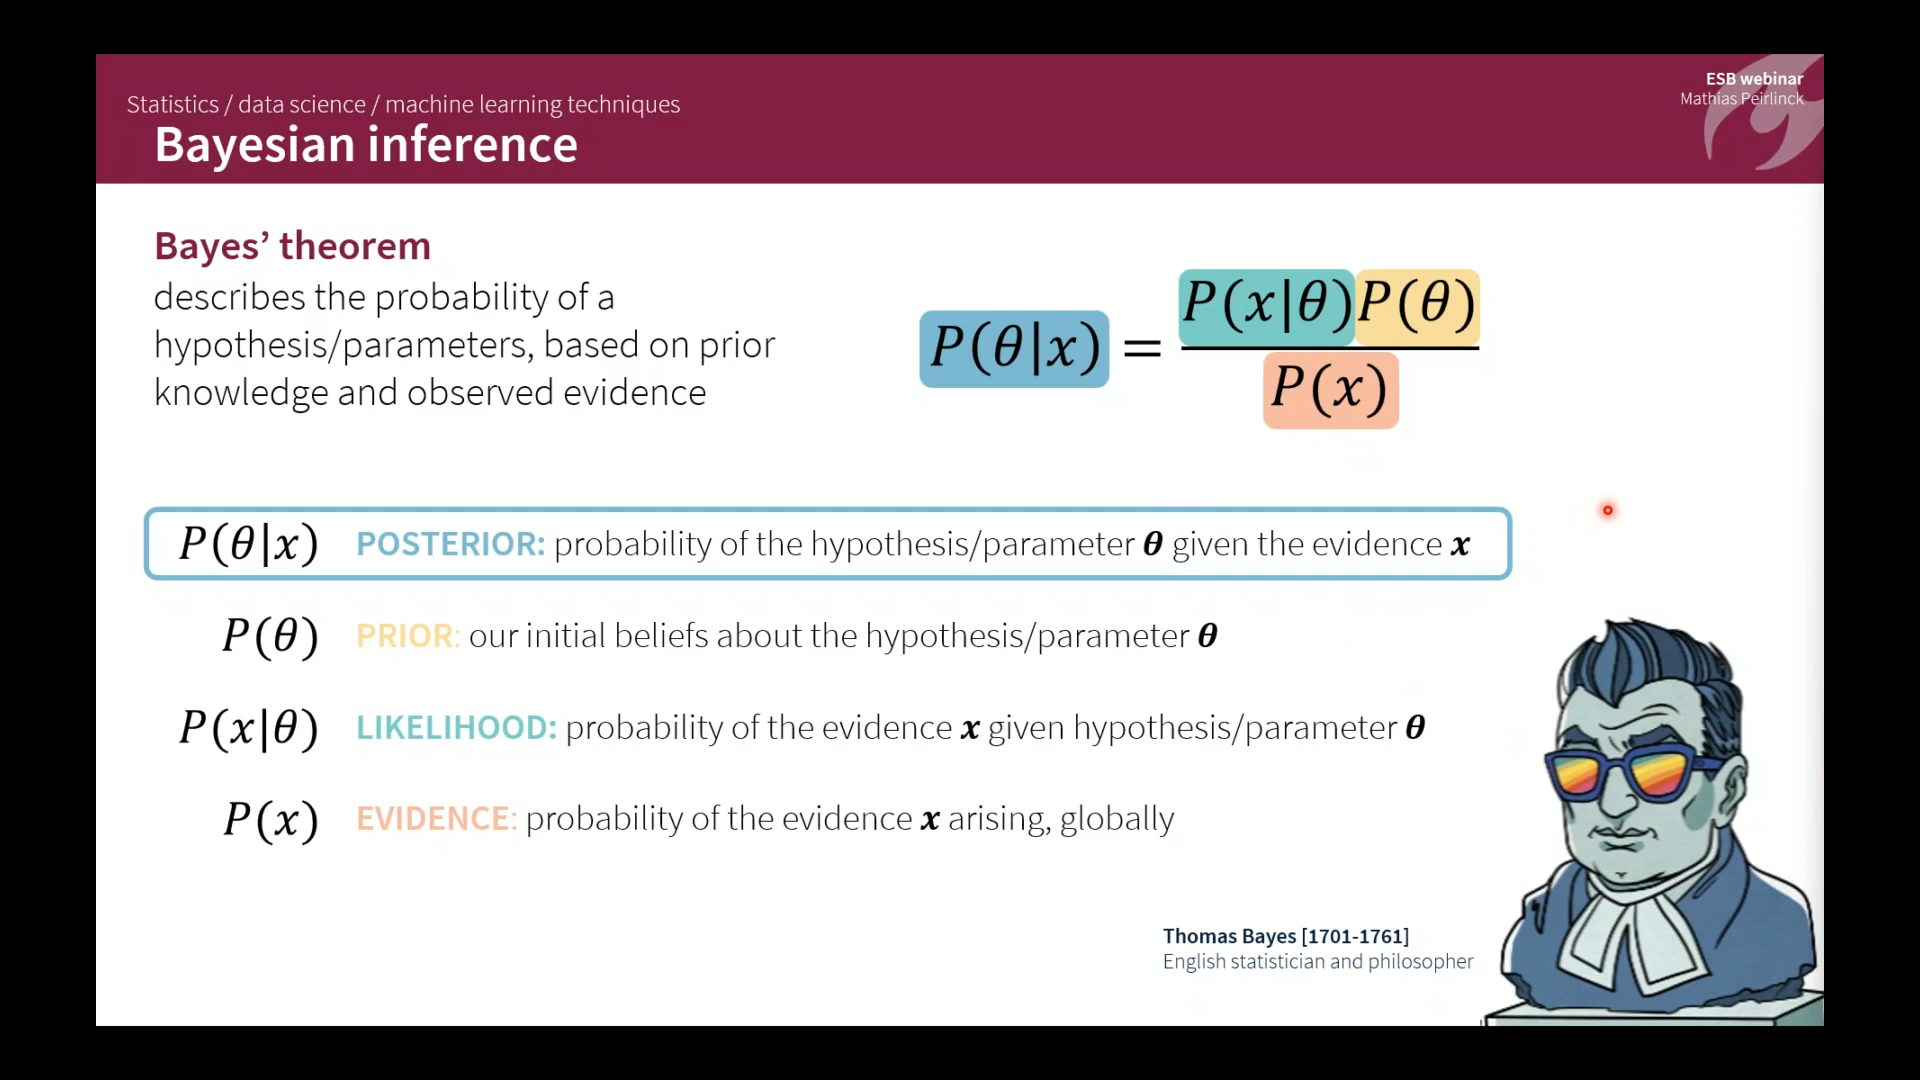 Statistics / data science / machine learning techniques
Bayesian inference
ESB webinar
Mathias Peirlinck
Bayes’ theorem
describes the probability of a
hypothesis/parameters, based on prior
knowledge and observed evidence
P(θ|x) = P(x|θ)P(θ)
P(x)
P(θ|x) POSTERIOR: probability of the hypothesis/parameter θ given the evidence x
P(θ) PRIOR: our initial beliefs about the hypothesis/parameter θ
P(x|θ) LIKELIHOOD: probability of the evidence x given hypothesis/parameter θ
P(x) EVIDENCE: probability of the evidence x arising, globally
Thomas Bayes [1701-1761]
English statistician and philosopher